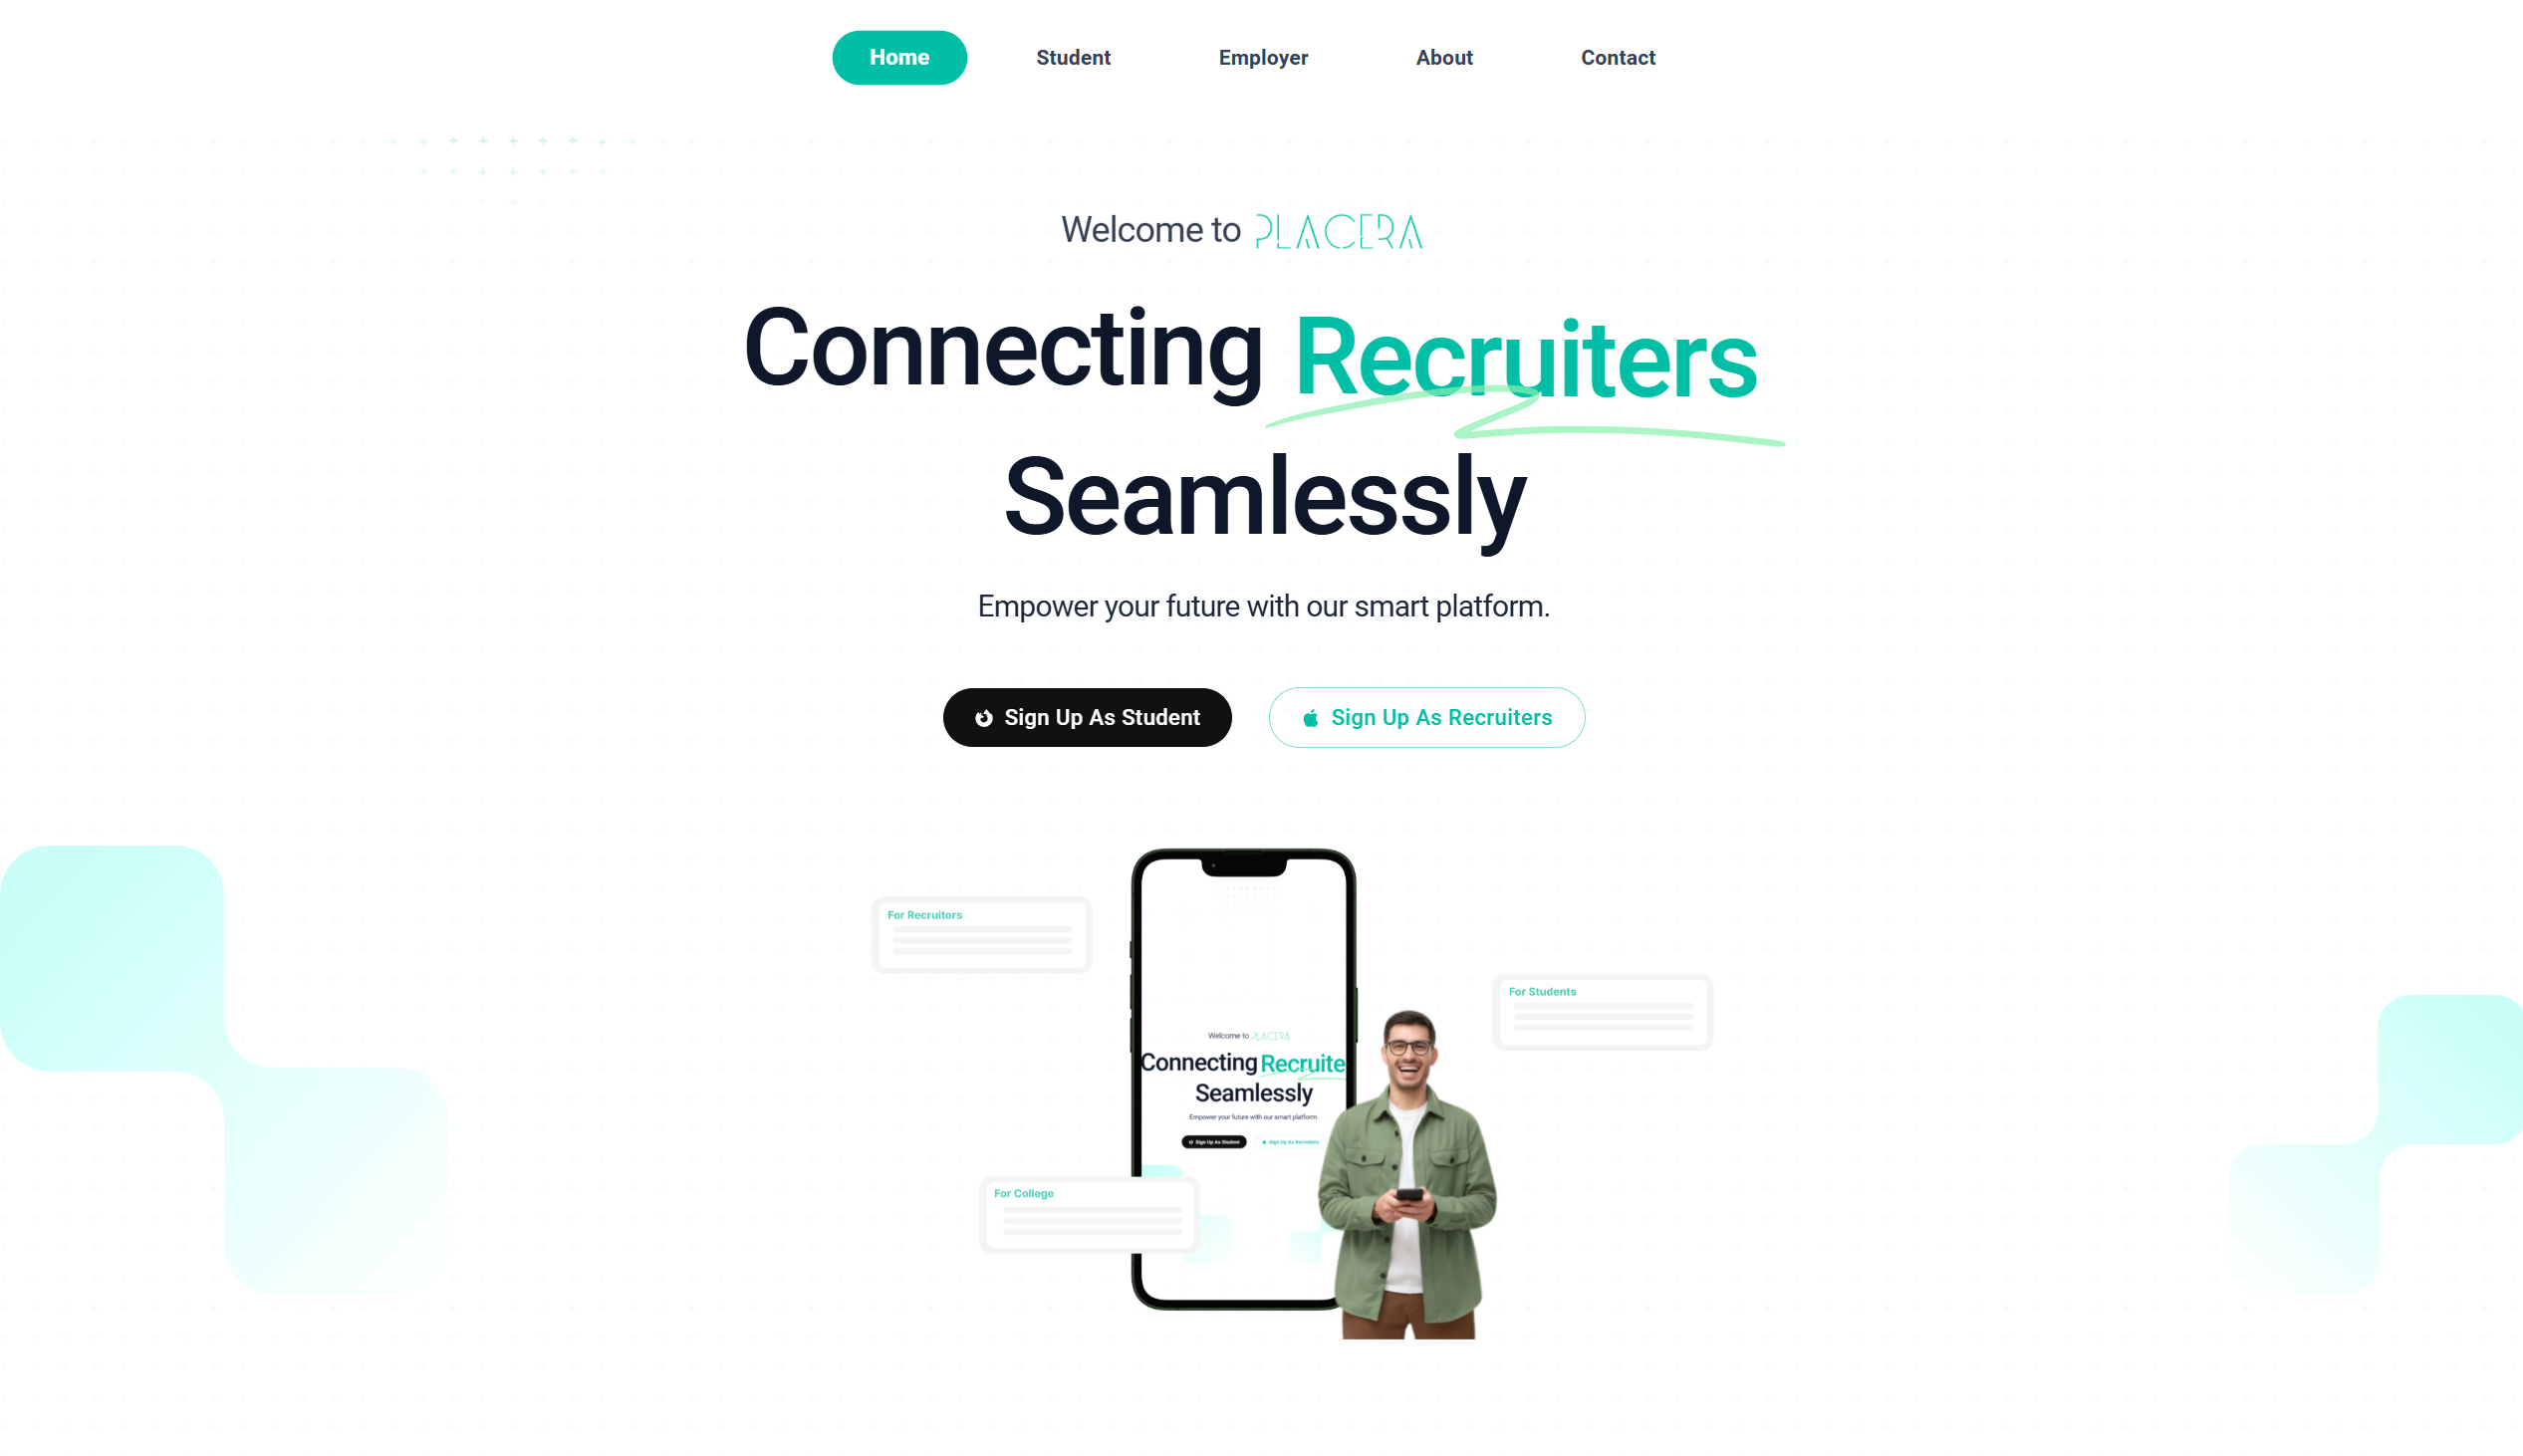 Home Student Employer About Contact
Welcome to PLACERA
Connecting Recruiters
Seamlessly
Empower your future with our smart platform.
Sign Up As Student Sign Up As Recruiters
For Recruitors
For Students
Welcome to PLACERA
Connecting Recruite
Seamlessly
Empower your future with our smart platform.
Sign Up As Student Sign Up As Recruiters
For College